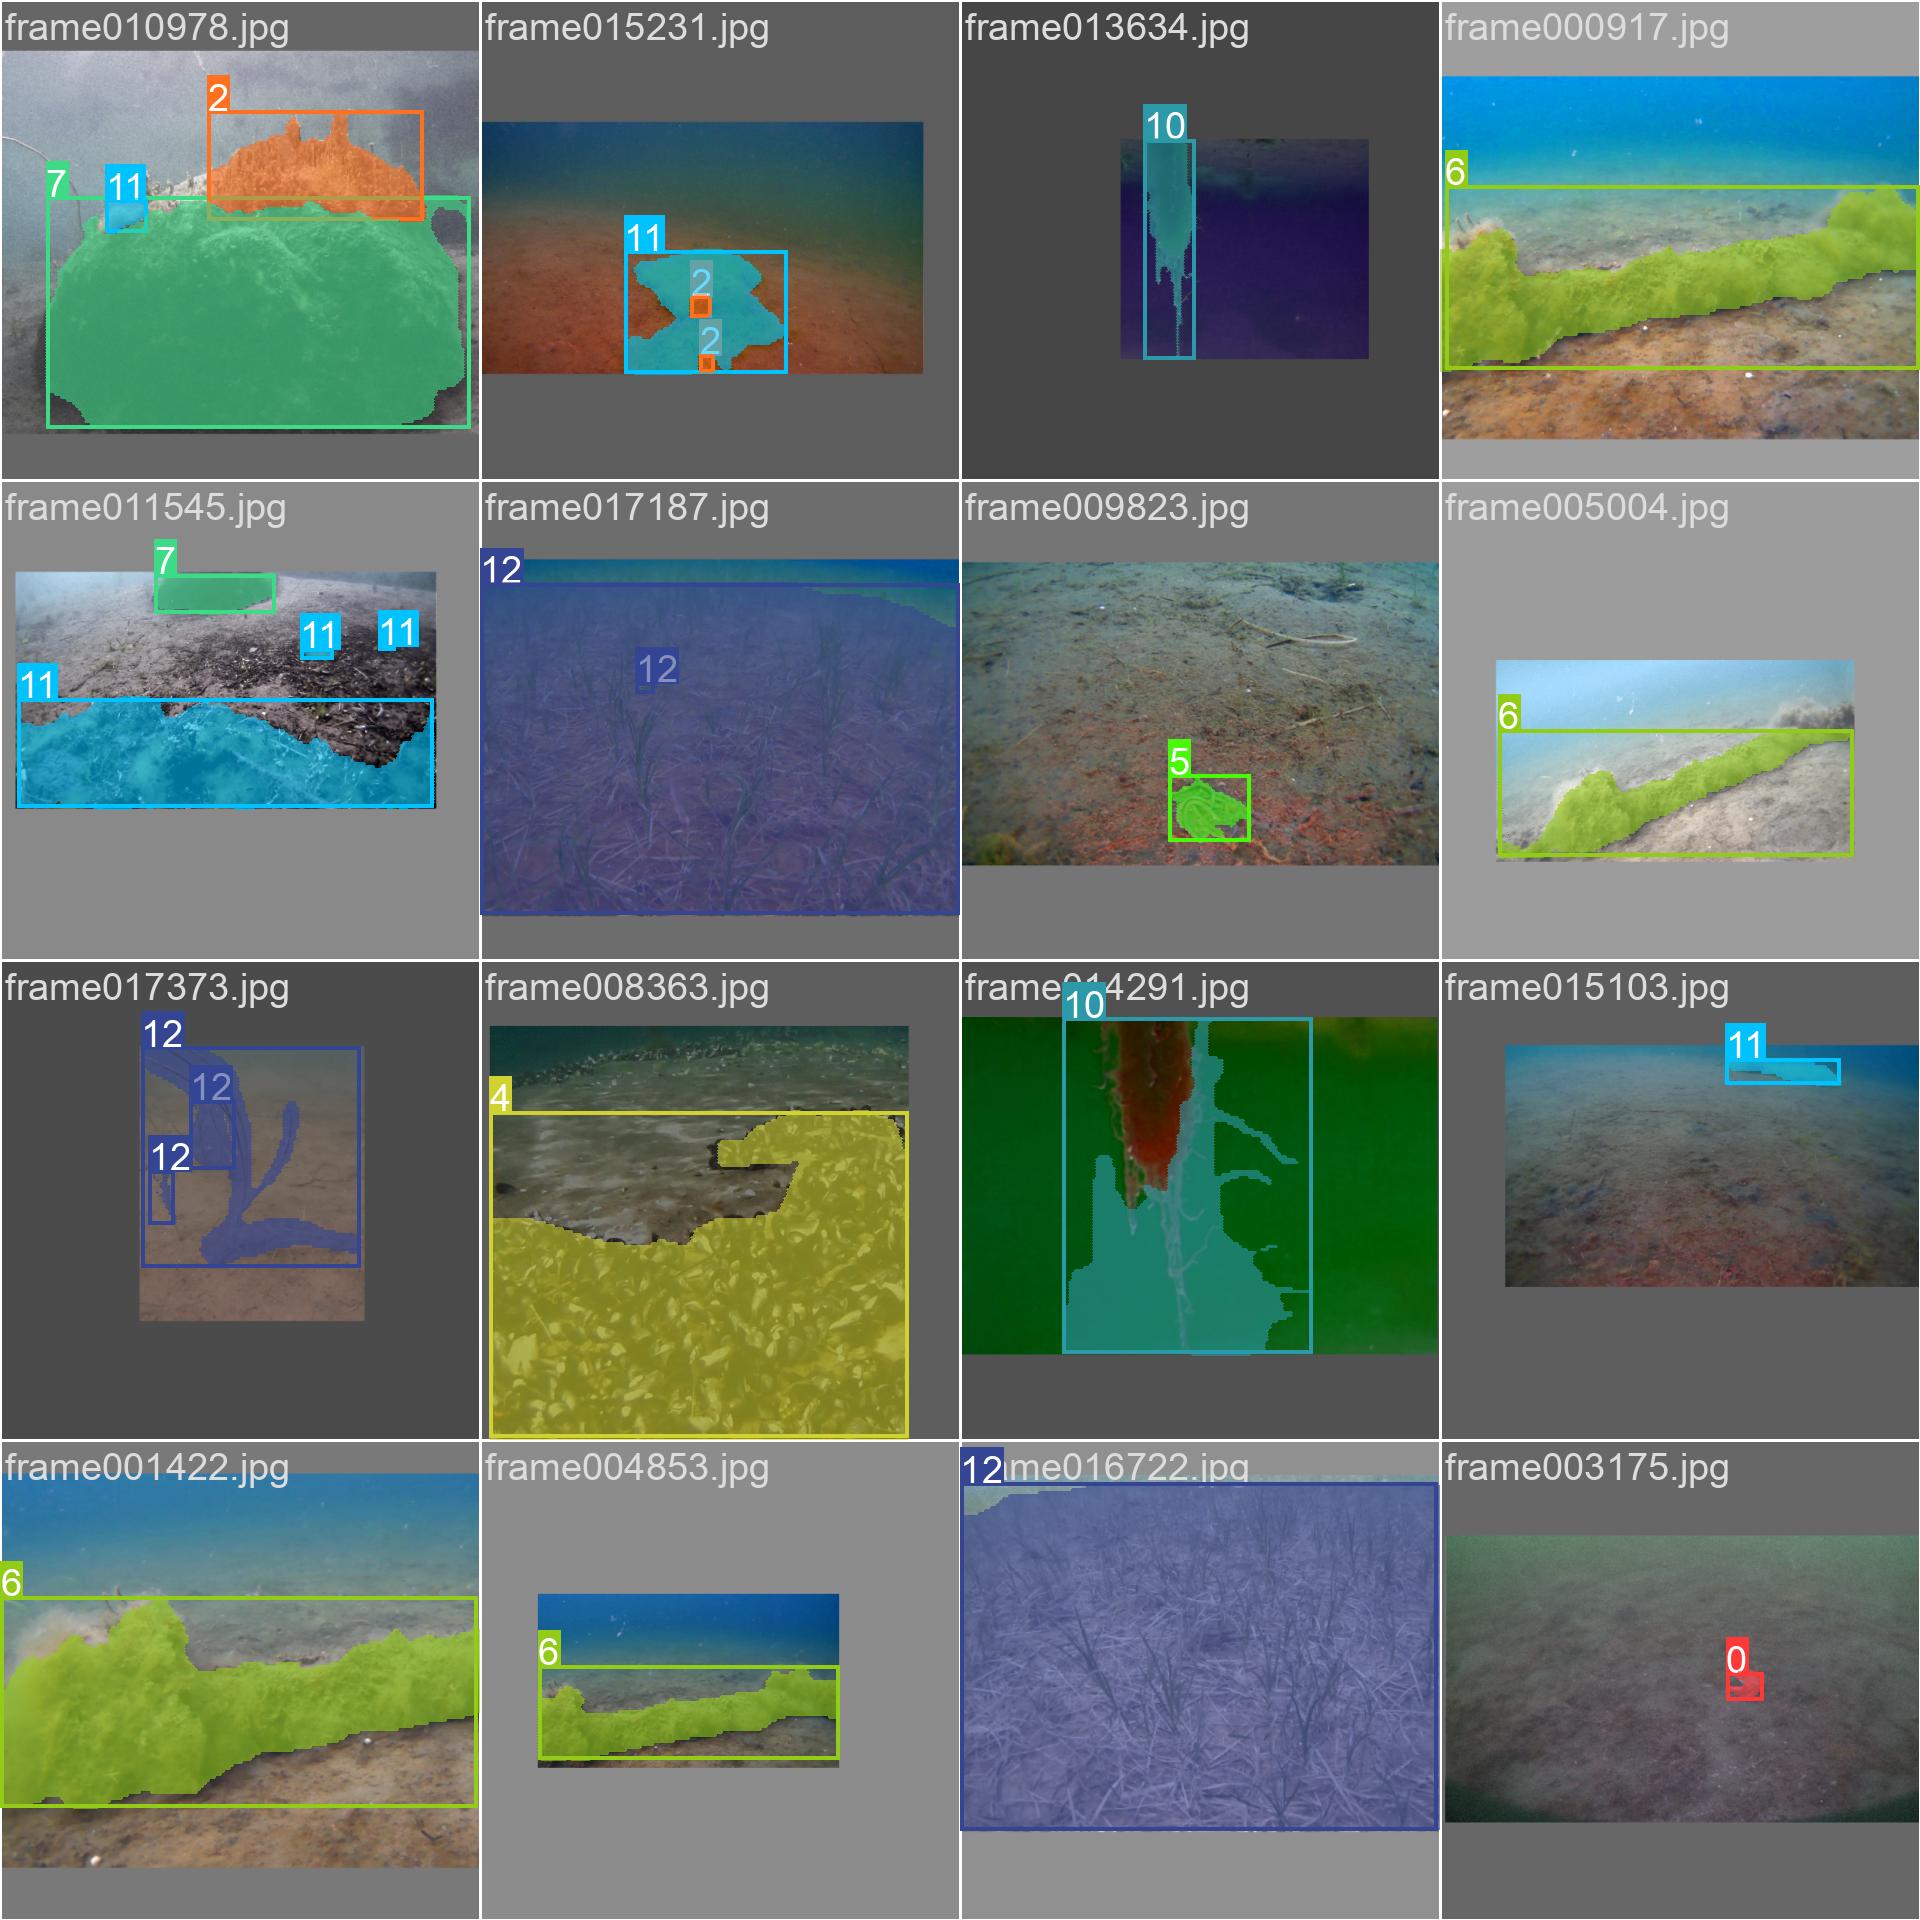 frame010978.jpg
2
7
11
frame015231.jpg
11
2
2
frame013634.jpg
10
frame000917.jpg
6
frame011545.jpg
7
11
11
11
frame017187.jpg
12
12
frame009823.jpg
5
frame005004.jpg
6
frame017373.jpg
12
12
12
frame008363.jpg
4
frame014291.jpg
10
frame015103.jpg
11
frame001422.jpg
6
frame004853.jpg
6
12
me016722.jpg
frame003175.jpg
0